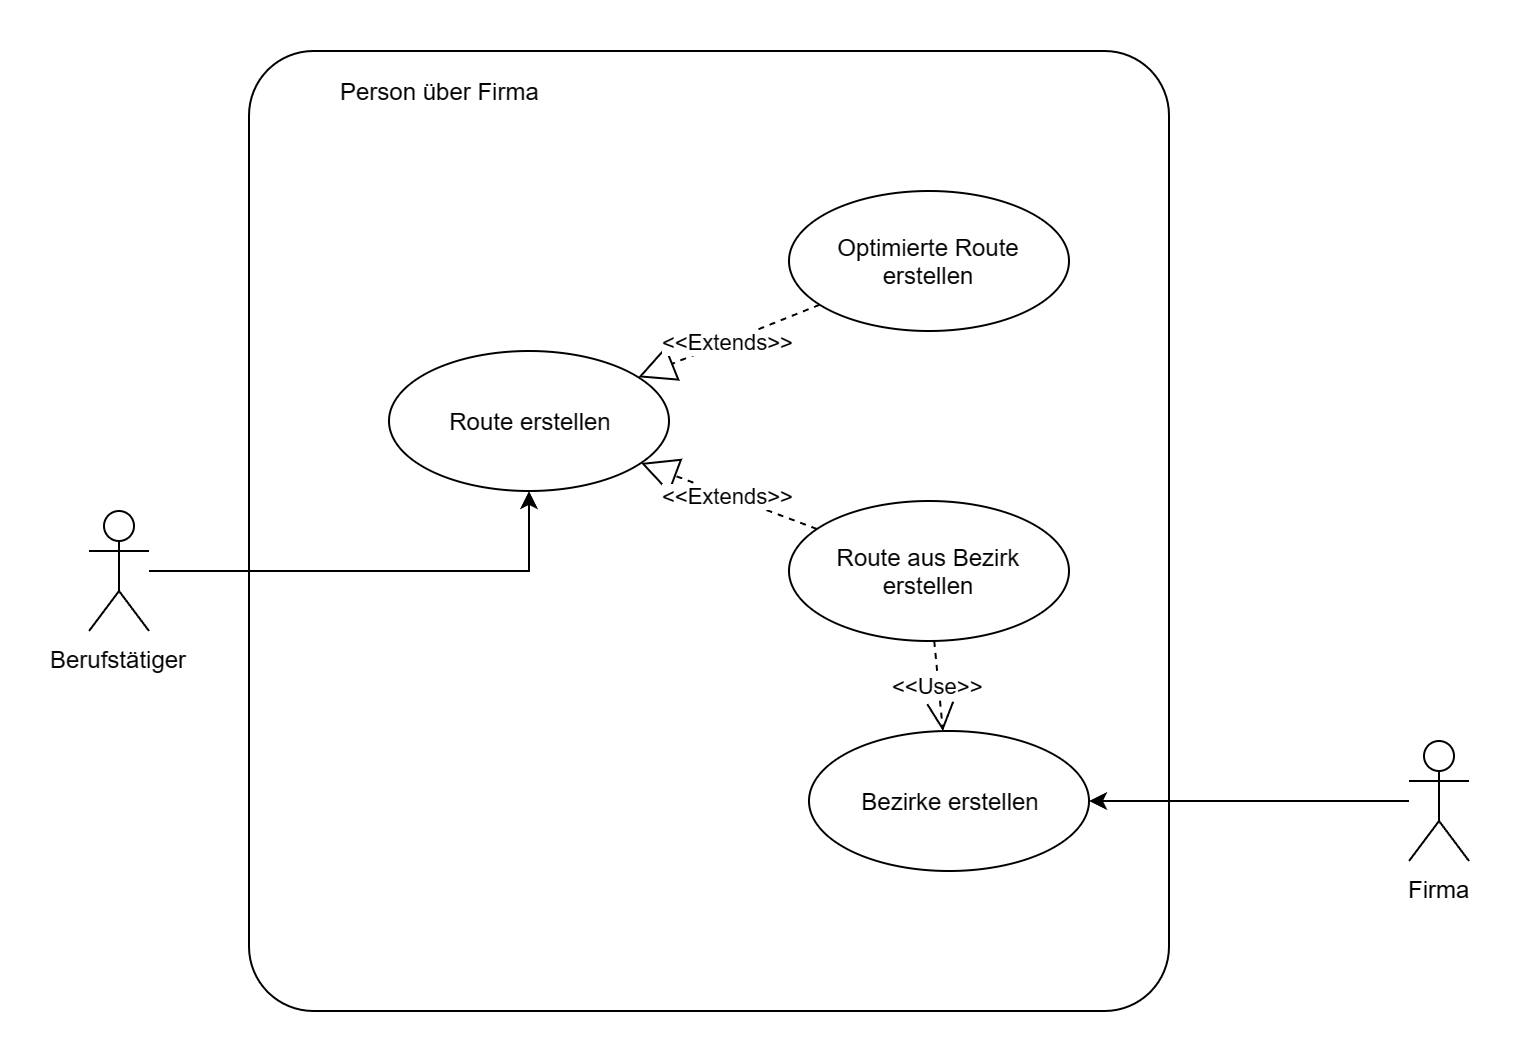 Person über Firma
Optimierte Route
erstellen
<<Extends>>
Route erstellen
<<Extends>>
Route aus Bezirk
erstellen
Berufstätiger
<<Use>>
Bezirke erstellen
Firma